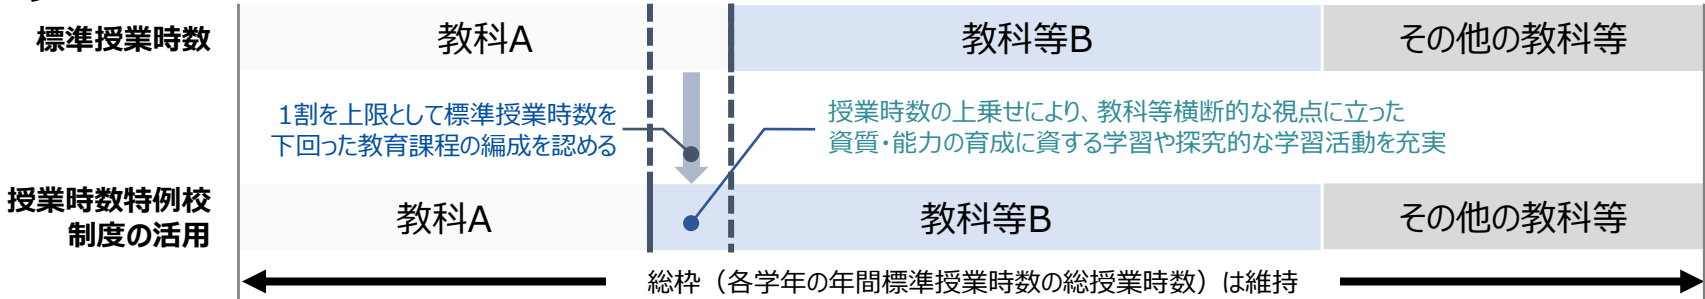 標準授業時数
教科A
教科等B
その他の教科等
1割を上限として標準授業時数を
下回った教育課程の編成を認める
授業時数の上乗せにより、教科等横断的な視点に立った
資質・能力の育成に資する学習や探究的な学習活動を充実
授業時数特例校
制度の活用
教科A
教科等B
その他の教科等
総枠（各学年の年間標準授業時数の総授業時数）は維持